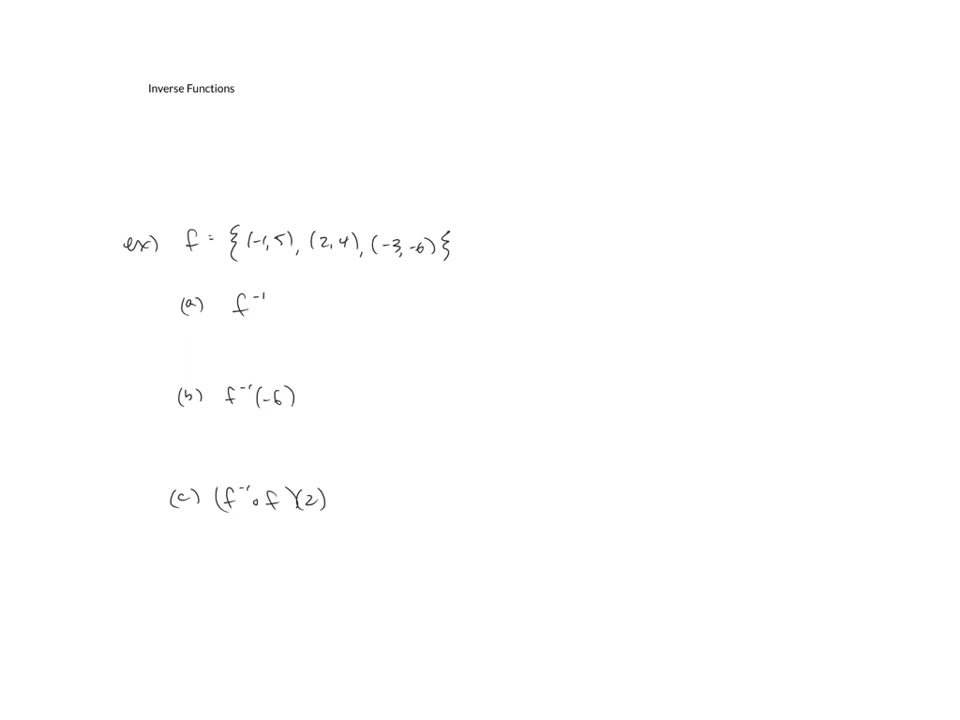 Inverse Functions
ex) f = {(-1,5), (2,4), (-3,-6)}
(a) f⁻¹
(b) f⁻¹(-6)
(c) (f⁻¹∘f)(2)